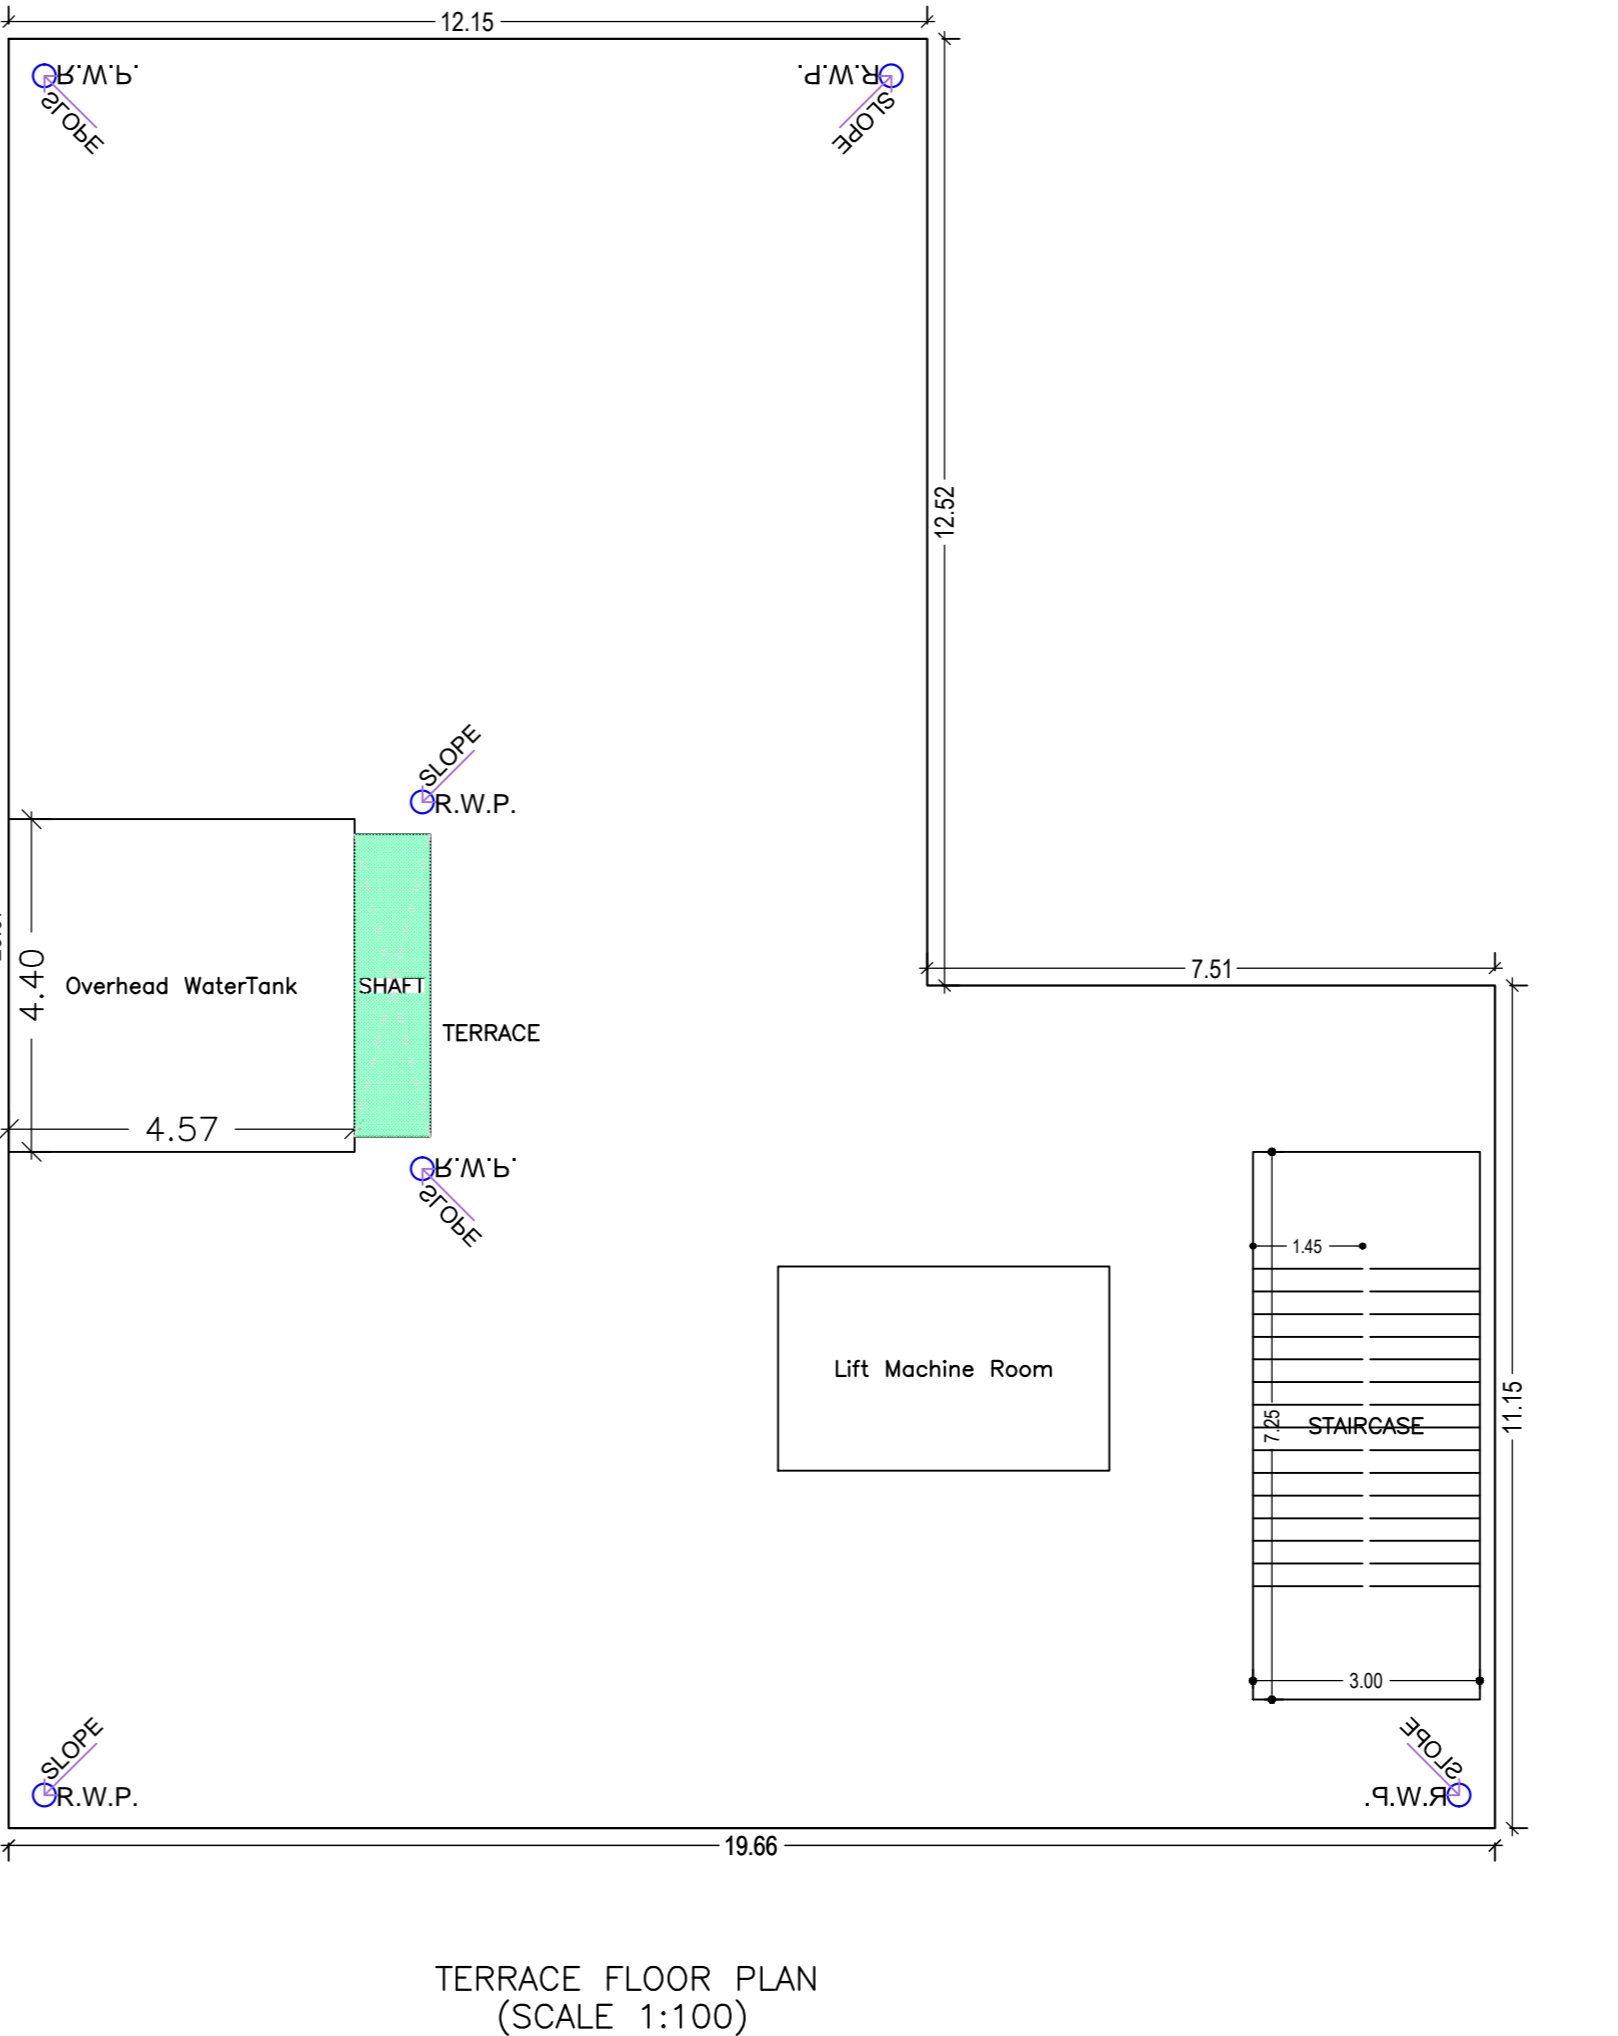 12.15
R.W.P.
R.W.P.
SLOPE
SLOPE
12.52
SLOPE
R.W.P.
4.40
Overhead WaterTank
SHAFT
7.51
TERRACE
4.57
R.W.P.
SLOPE
1.45
Lift Machine Room
11.15
7.25
STAIRCASE
3.00
SLOPE
SLOPE
R.W.P.
R.W.P.
19.66
TERRACE FLOOR PLAN
(SCALE 1:100)